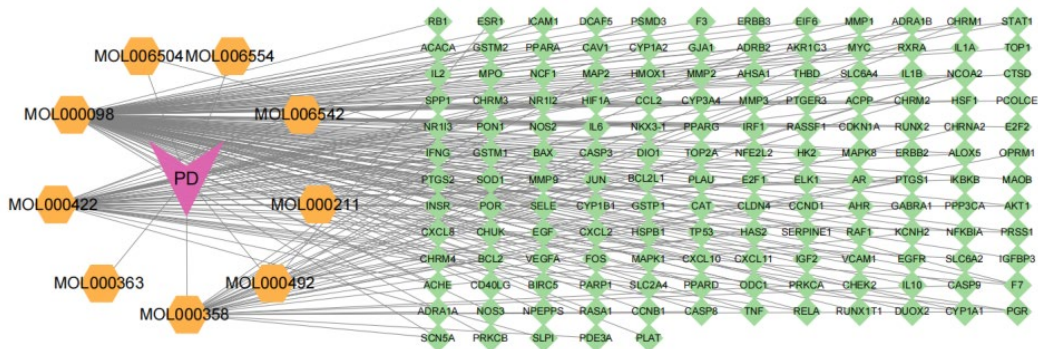 MOL006504 MOL006554
MOL000098
MOL006542
PD
MOL000422
MOL000211
MOL000363
MOL000492
MOL000358
RB1 ESR1 ICAM1 DCAF5 PSMD3 F3 ERBB3 EIF6 MMP1 ADRA1B CHRM1 STAT1
ACACA GSTM2 PPARA CAV1 CYP1A2 GJA1 ADRB2 AKR1C3 MYC RXRA IL1A TOP1
IL2 MPO NCF1 MAP2 HMOX1 MMP2 AHSA1 THBD SLC6A4 IL1B NCOA2 CTSD
SPP1 CHRM3 NR1I2 HIF1A CCL2 CYP3A4 MMP3 PTGER3 ACPP CHRM2 HSF1 PCOLCE
NR1I3 PON1 NOS2 IL6 NKX3-1 PPARG IRF1 RASSF1 CDKN1A RUNX2 CHRNA2 E2F2
IFNG GSTM1 BAX CASP3 DIO1 TOP2A NFE2L2 HK2 MAPK8 ERBB2 ALOX5 OPRM1
PTGS2 SOD1 MMP9 JUN BCL2L1 PLAU E2F1 ELK1 AR PTGS1 IKBKB MAOB
INSR POR SELE CYP1B1 GSTP1 CAT CLDN4 CCND1 AHR GABRA1 PPP3CA AKT1
CXCL8 CHUK EGF CXCL2 HSPB1 TP53 HAS2 SERPINE1 RAF1 KCNH2 NFKBIA PRSS1
CHRM4 BCL2 VEGFA FOS MAPK1 CXCL10 CXCL11 IGF2 VCAM1 EGFR SLC6A2 IGFBP3
ACHE CD40LG BIRC5 PARP1 SLC2A4 PPARD ODC1 PRKCA CHEK2 IL10 CASP9 F7
ADRA1A NOS3 NPEPPS RASA1 CCNB1 CASP8 TNF RELA RUNX1T1 DUOX2 CYP1A1 PGR
SCN5A PRKCB SLPI PDE3A PLAT